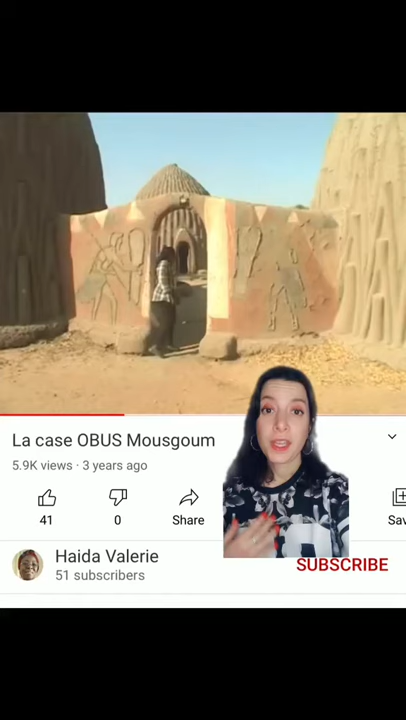 La case OBUS Mousgoum
5.9K views · 3 years ago
41
0
Share
Sav
Haida Valerie
51 subscribers
SUBSCRIBE